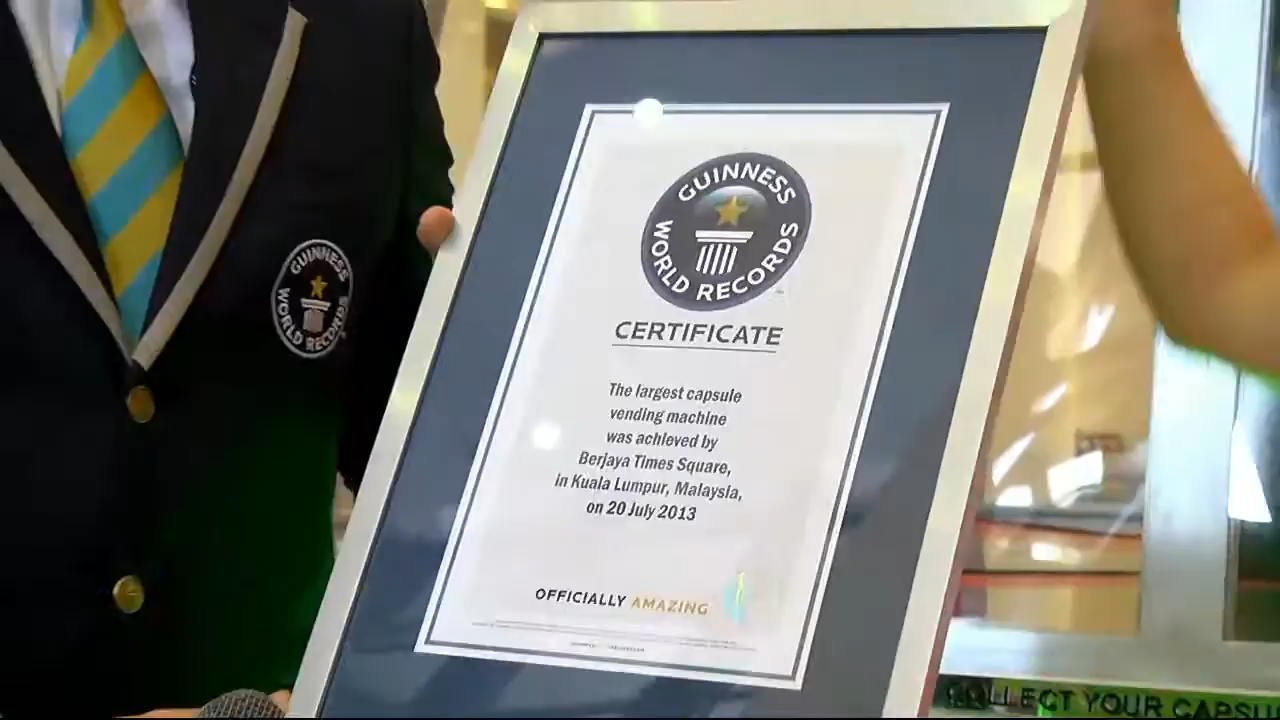 GUINNESS
WORLD RECORDS
GUINNESS
WORLD RECORDS
CERTIFICATE
The largest capsule
vending machine
was achieved by
Berjaya Times Square,
in Kuala Lumpur, Malaysia,
on 20 July 2013
OFFICIALLY AMAZING
COLLECT YOUR